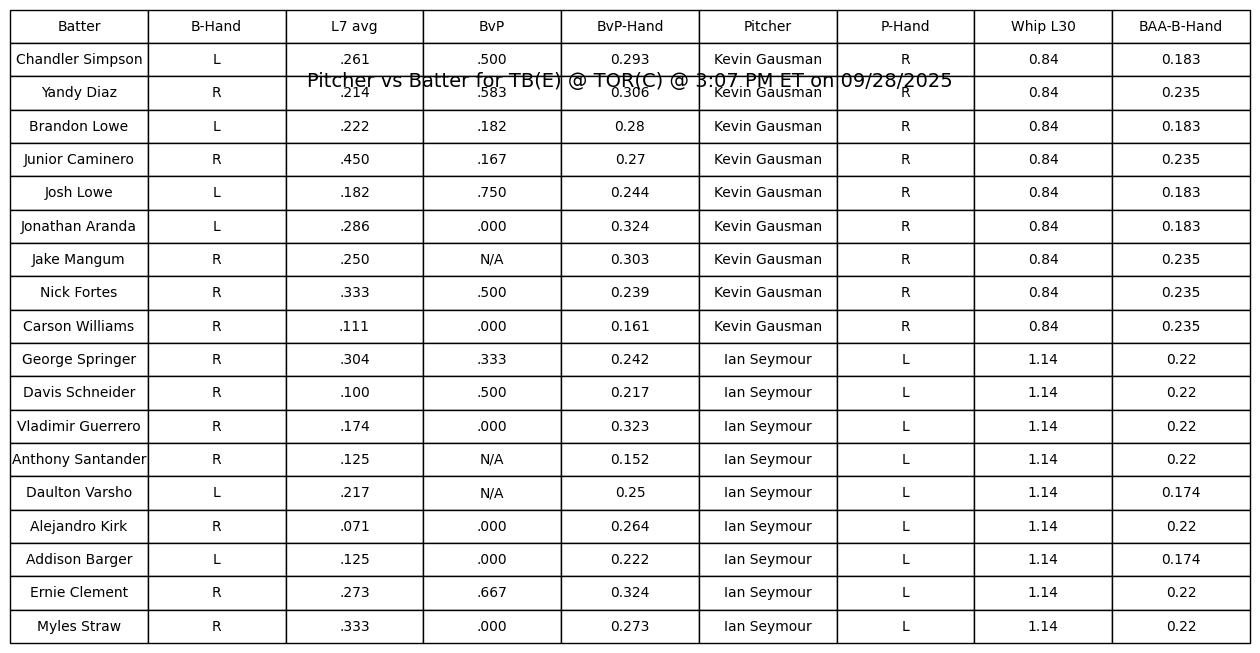 Batter B-Hand L7 avg BvP BvP-Hand Pitcher P-Hand Whip L30 BAA-B-Hand
Chandler Simpson L .261 .500 0.293 Kevin Gausman R 0.84 0.183
Pitcher vs Batter for TB(E) @ TOR(C) @ 3:07 PM ET on 09/28/2025
Yandy Diaz R .214 .583 0.306 Kevin Gausman R 0.84 0.235
Brandon Lowe L .222 .182 0.28 Kevin Gausman R 0.84 0.183
Junior Caminero R .450 .167 0.27 Kevin Gausman R 0.84 0.235
Josh Lowe L .182 .750 0.244 Kevin Gausman R 0.84 0.183
Jonathan Aranda L .286 .000 0.324 Kevin Gausman R 0.84 0.183
Jake Mangum R .250 N/A 0.303 Kevin Gausman R 0.84 0.235
Nick Fortes R .333 .500 0.239 Kevin Gausman R 0.84 0.235
Carson Williams R .111 .000 0.161 Kevin Gausman R 0.84 0.235
George Springer R .304 .333 0.242 Ian Seymour L 1.14 0.22
Davis Schneider R .100 .500 0.217 Ian Seymour L 1.14 0.22
Vladimir Guerrero R .174 .000 0.323 Ian Seymour L 1.14 0.22
Anthony Santander R .125 N/A 0.152 Ian Seymour L 1.14 0.22
Daulton Varsho L .217 N/A 0.25 Ian Seymour L 1.14 0.174
Alejandro Kirk R .071 .000 0.264 Ian Seymour L 1.14 0.22
Addison Barger L .125 .000 0.222 Ian Seymour L 1.14 0.174
Ernie Clement R .273 .667 0.324 Ian Seymour L 1.14 0.22
Myles Straw R .333 .000 0.273 Ian Seymour L 1.14 0.22